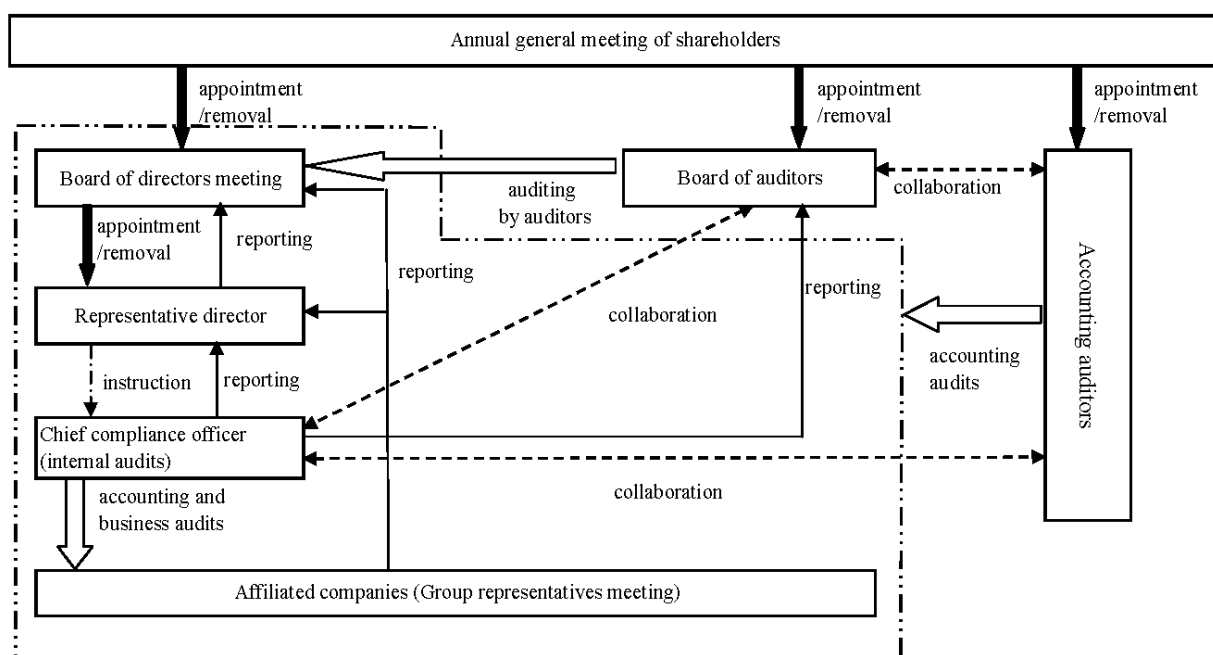 Annual general meeting of shareholders
appointment
/removal
appointment
/removal
appointment
/removal
Board of directors meeting
auditing
by auditors
Board of auditors
collaboration
Accounting auditors
appointment
/removal
reporting
reporting
reporting
Representative director
collaboration
accounting
audits
instruction
reporting
Chief compliance officer
(internal audits)
collaboration
accounting and
business audits
Affiliated companies (Group representatives meeting)